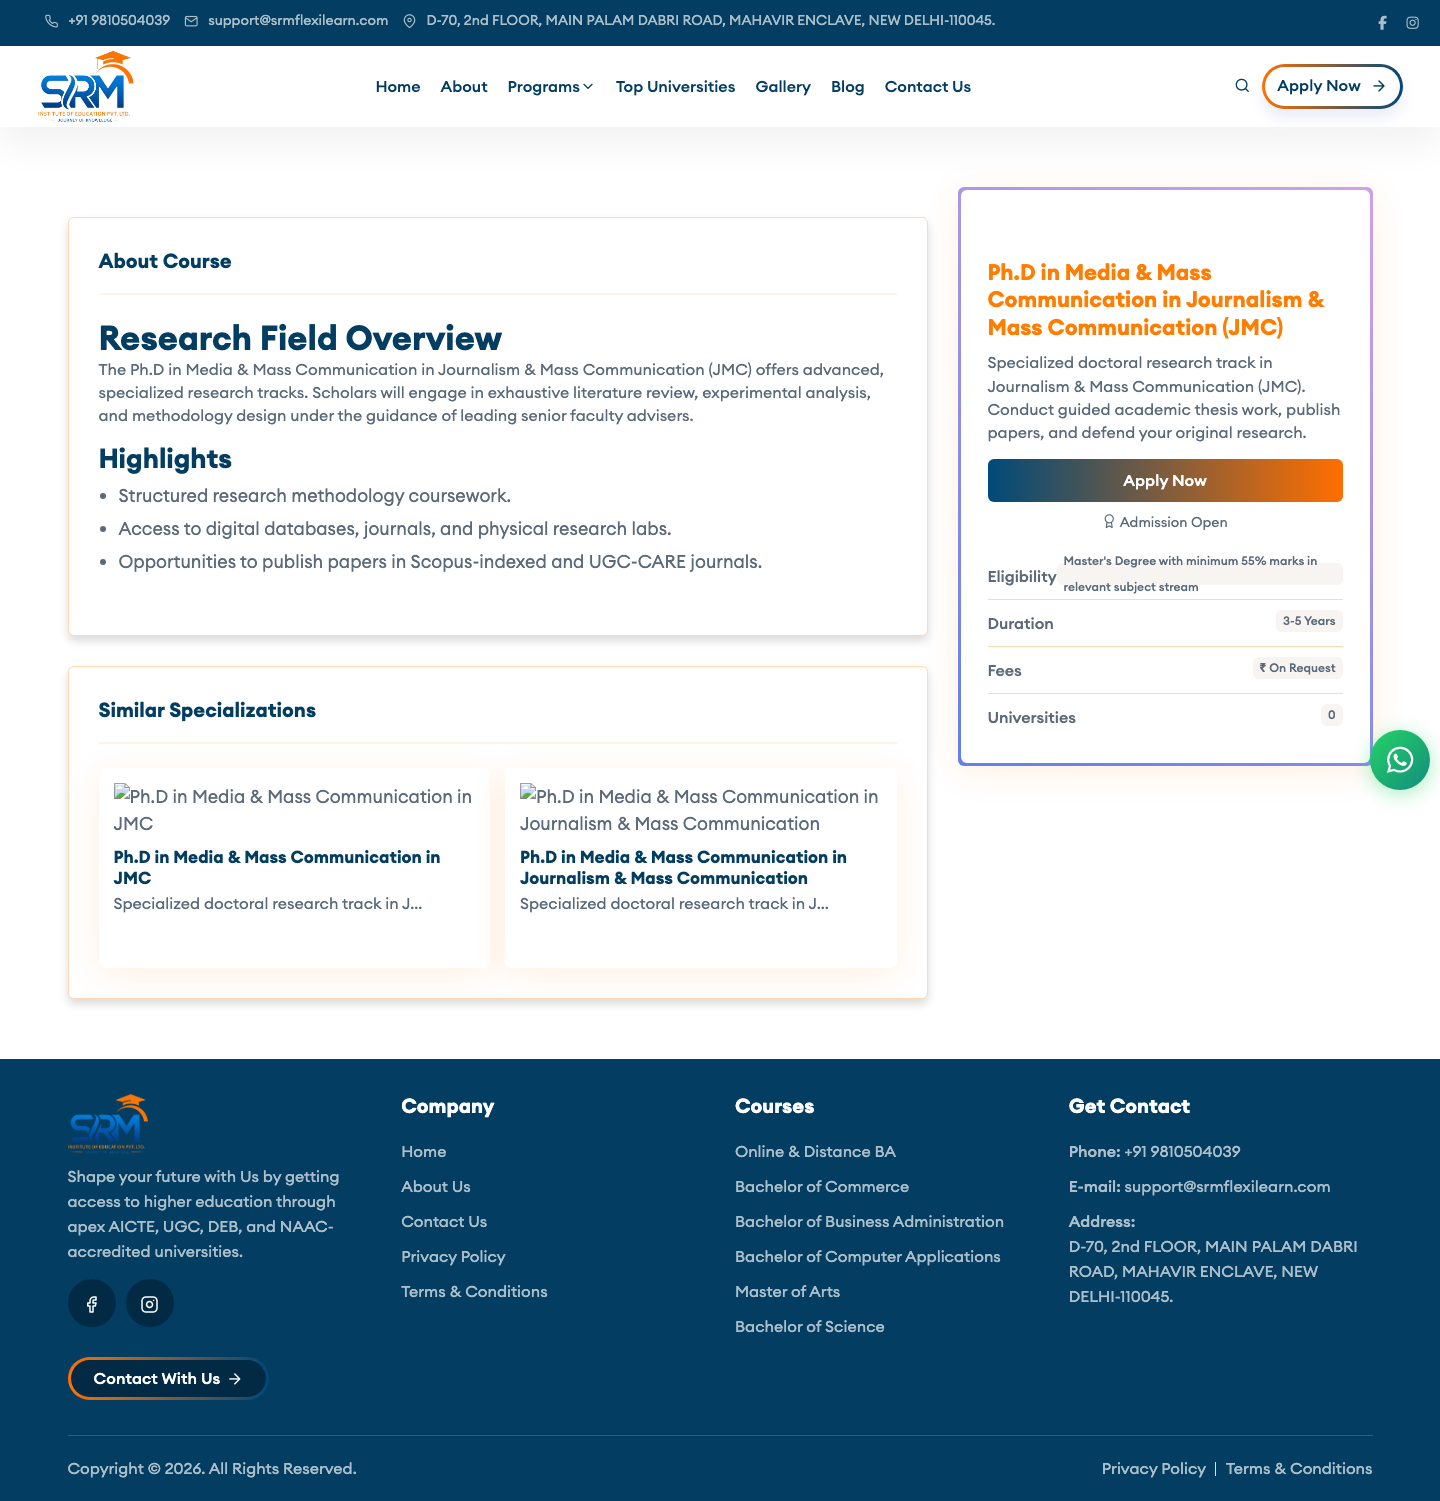 +91 9810504039 support@srmflexilearn.com D-70, 2nd FLOOR, MAIN PALAM DABRI ROAD, MAHAVIR ENCLAVE, NEW DELHI-110045.
SRM
INSTITUTE OF EDUCATION PVT. LTD.
JOURNEY OF KNOWLEDGE
Home About Programs Top Universities Gallery Blog Contact Us
Apply Now
About Course
Research Field Overview
The Ph.D in Media & Mass Communication in Journalism & Mass Communication (JMC) offers advanced,
specialized research tracks. Scholars will engage in exhaustive literature review, experimental analysis,
and methodology design under the guidance of leading senior faculty advisers.
Highlights
• Structured research methodology coursework.
• Access to digital databases, journals, and physical research labs.
• Opportunities to publish papers in Scopus-indexed and UGC-CARE journals.
Similar Specializations
Ph.D in Media & Mass Communication in
JMC
Ph.D in Media & Mass Communication in
JMC
Specialized doctoral research track in J...
Ph.D in Media & Mass Communication in
Journalism & Mass Communication
Ph.D in Media & Mass Communication in
Journalism & Mass Communication
Specialized doctoral research track in J...
Ph.D in Media & Mass
Communication in Journalism &
Mass Communication (JMC)
Specialized doctoral research track in
Journalism & Mass Communication (JMC).
Conduct guided academic thesis work, publish
papers, and defend your original research.
Apply Now
Admission Open
Eligibility Master's Degree with minimum 55% marks in
relevant subject stream
Duration 3-5 Years
Fees ₹ On Request
Universities 0
SRM
INSTITUTE OF EDUCATION PVT. LTD.
Shape your future with Us by getting
access to higher education through
apex AICTE, UGC, DEB, and NAAC-
accredited universities.
Contact With Us
Company
Home
About Us
Contact Us
Privacy Policy
Terms & Conditions
Courses
Online & Distance BA
Bachelor of Commerce
Bachelor of Business Administration
Bachelor of Computer Applications
Master of Arts
Bachelor of Science
Get Contact
Phone: +91 9810504039
E-mail: support@srmflexilearn.com
Address:
D-70, 2nd FLOOR, MAIN PALAM DABRI
ROAD, MAHAVIR ENCLAVE, NEW
DELHI-110045.
Copyright © 2026. All Rights Reserved.
Privacy Policy | Terms & Conditions